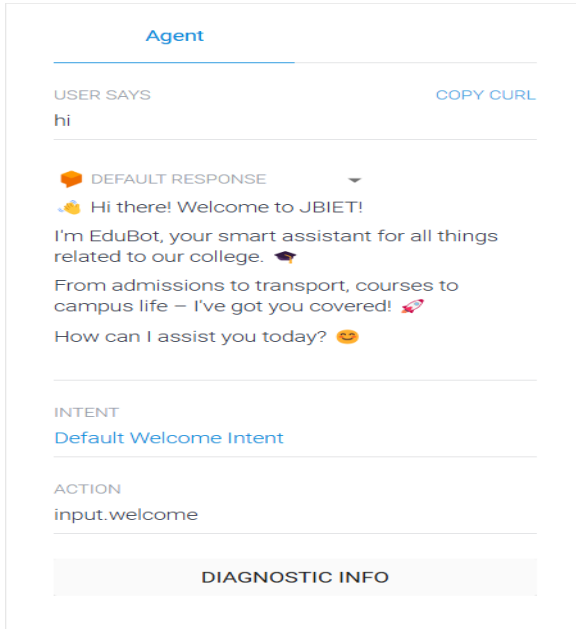 Agent
USER SAYS COPY CURL
hi
DEFAULT RESPONSE
👋 Hi there! Welcome to JBIET!
I'm EduBot, your smart assistant for all things
related to our college. 🎓
From admissions to transport, courses to
campus life – I've got you covered! 🚀
How can I assist you today? 😊
INTENT
Default Welcome Intent
ACTION
input.welcome
DIAGNOSTIC INFO